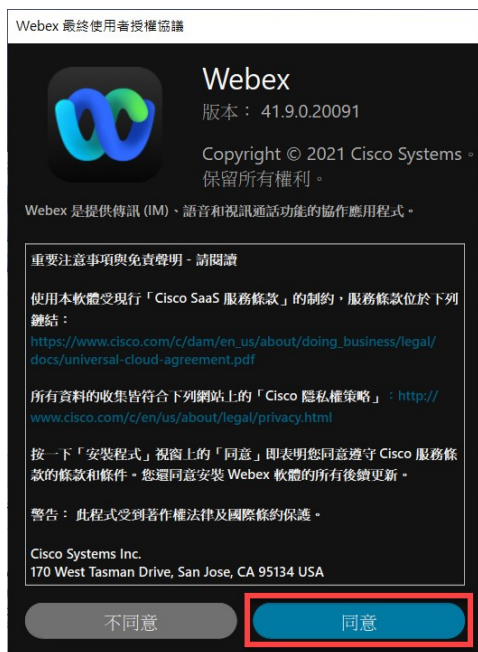 Webex 最終使用者授權協議
Webex
版本： 41.9.0.20091
Copyright © 2021 Cisco Systems。
保留所有權利。
Webex 是提供傳訊 (IM)、語音和視訊通話功能的協作應用程式。
重要注意事項與免責聲明 - 請閱讀
使用本軟體受現行「Cisco SaaS 服務條款」的制約，服務條款位於下列
鏈結：
https://www.cisco.com/c/dam/en_us/about/doing_business/legal/
docs/universal-cloud-agreement.pdf
所有資料的收集皆符合下列網站上的「Cisco 隱私權策略」：http://
www.cisco.com/c/en/us/about/legal/privacy.html
按一下「安裝程式」視窗上的「同意」即表明您同意遵守 Cisco 服務條
款的條款和條件。您還同意安裝 Webex 軟體的所有後續更新。
警告： 此程式受到著作權法律及國際條約保護。
Cisco Systems Inc.
170 West Tasman Drive, San Jose, CA 95134 USA
不同意
同意